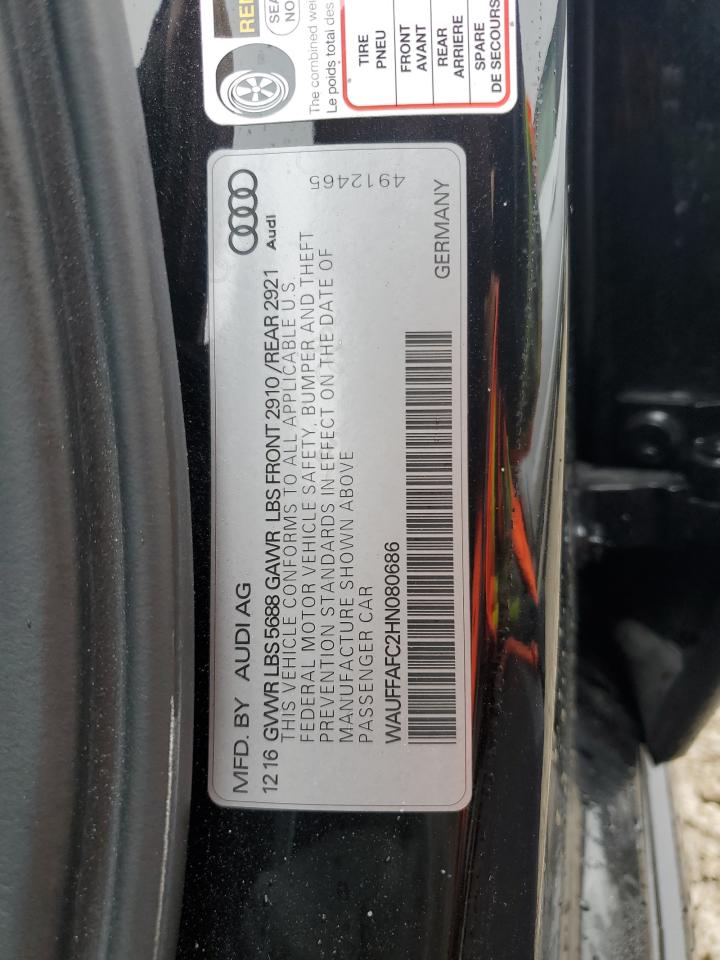 MFD. BY AUDI AG
12 16 GVWR LBS 5688 GAWR LBS FRONT 2910 / REAR 2921
THIS VEHICLE CONFORMS TO ALL APPLICABLE U.S.
FEDERAL MOTOR VEHICLE SAFETY, BUMPER AND THEFT
PREVENTION STANDARDS IN EFFECT ON THE DATE OF
MANUFACTURE SHOWN ABOVE
PASSENGER CAR
WAUFFAFC2HN080686
GERMANY
Audi
4912465
The combined
Le poids total des
TIRE
PNEU
FRONT
AVANT
REAR
ARRIERE
SPARE
DE SECOURS